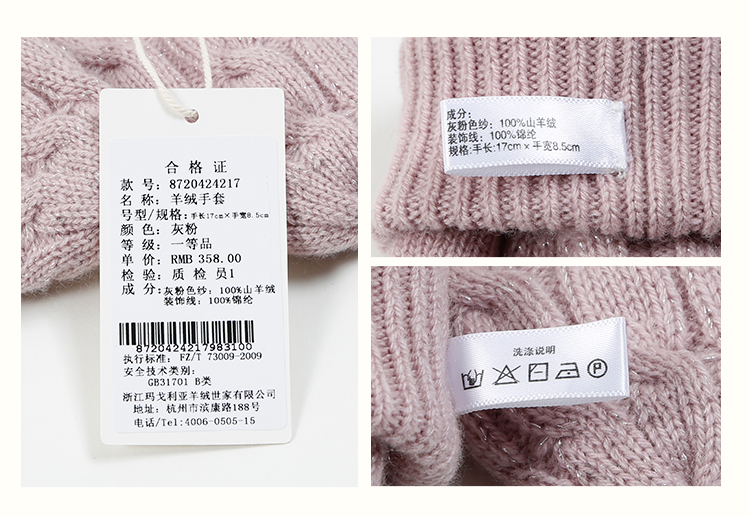 合格证
款 号：8720424217
名 称：羊绒手套
号型/规格：手长17cm×手宽8.5cm
颜 色：灰粉
等 级：一等品
单 价：RMB 358.00
检 验：质 检 员1
成 分：灰粉色纱：100%山羊绒
装饰线：100%锦纶
8720424217983100
执行标准：FZ/T 73009-2009
安全技术类别：
GB31701 B类
浙江玛戈利亚羊绒世家有限公司
地址：杭州市滨康路188号
电话/Tel:4006-0505-15
成分：
灰粉色纱：100%山羊绒
装饰线：100%锦纶
规格:手长:17cm×手宽8.5cm
洗涤说明
P